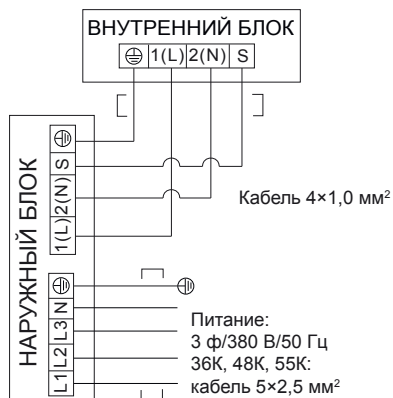 ВНУТРЕННИЙ БЛОК
1(L) 2(N) S
НАРУЖНЫЙ БЛОК
1(L) 2(N) S
Кабель 4×1,0 мм²
L1 L2 L3 N
Питание:
3 ф/380 В/50 Гц
36К, 48К, 55К:
кабель 5×2,5 мм²